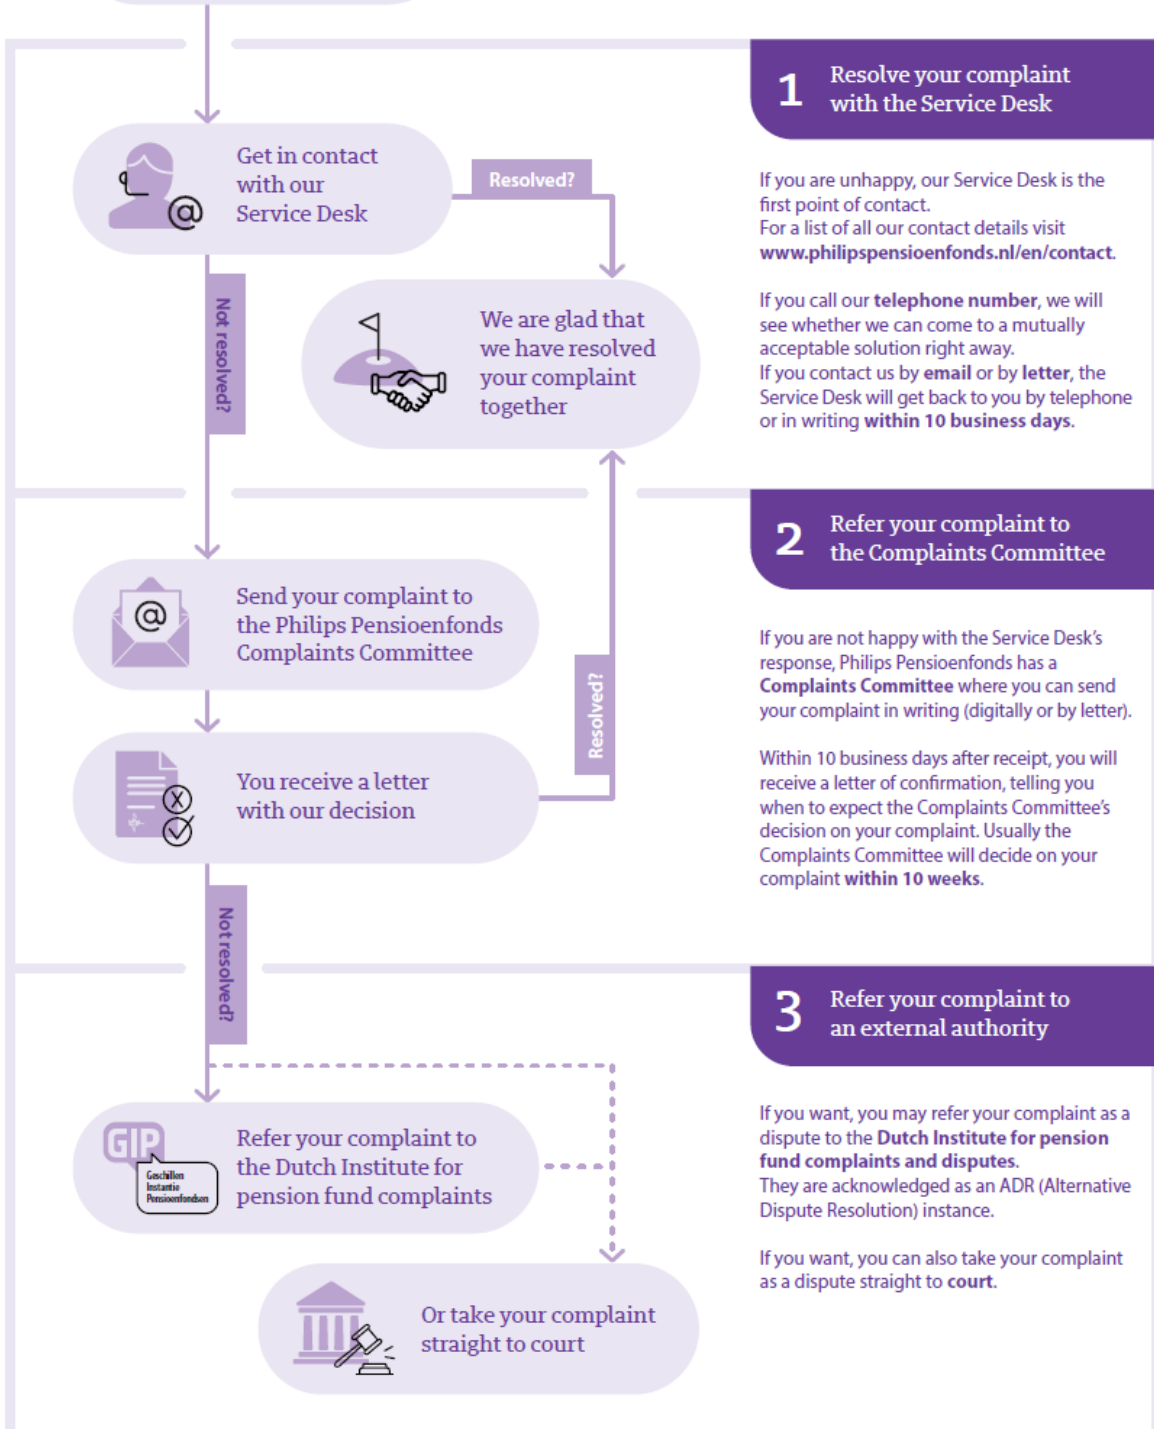 1
Resolve your complaint
with the Service Desk
Get in contact
with our
Service Desk
@
Resolved?
If you are unhappy, our Service Desk is the
first point of contact.
For a list of all our contact details visit
www.philipspensioenfonds.nl/en/contact.
If you call our telephone number, we will
see whether we can come to a mutually
acceptable solution right away.
If you contact us by email or by letter, the
Service Desk will get back to you by telephone
or in writing within 10 business days.
Not resolved?
We are glad that
we have resolved
your complaint
together
2
Refer your complaint to
the Complaints Committee
@
Send your complaint to
the Philips Pensioenfonds
Complaints Committee
If you are not happy with the Service Desk's
response, Philips Pensioenfonds has a
Complaints Committee where you can send
your complaint in writing (digitally or by letter).
Within 10 business days after receipt, you will
receive a letter of confirmation, telling you
when to expect the Complaints Committee's
decision on your complaint. Usually the
Complaints Committee will decide on your
complaint within 10 weeks.
Resolved?
You receive a letter
with our decision
Not resolved?
3
Refer your complaint to
an external authority
GIP
Geschillen
Instantie
Pensioenfondsen
Refer your complaint to
the Dutch Institute for
pension fund complaints
If you want, you may refer your complaint as a
dispute to the Dutch Institute for pension
fund complaints and disputes.
They are acknowledged as an ADR (Alternative
Dispute Resolution) instance.
If you want, you can also take your complaint
as a dispute straight to court.
Or take your complaint
straight to court